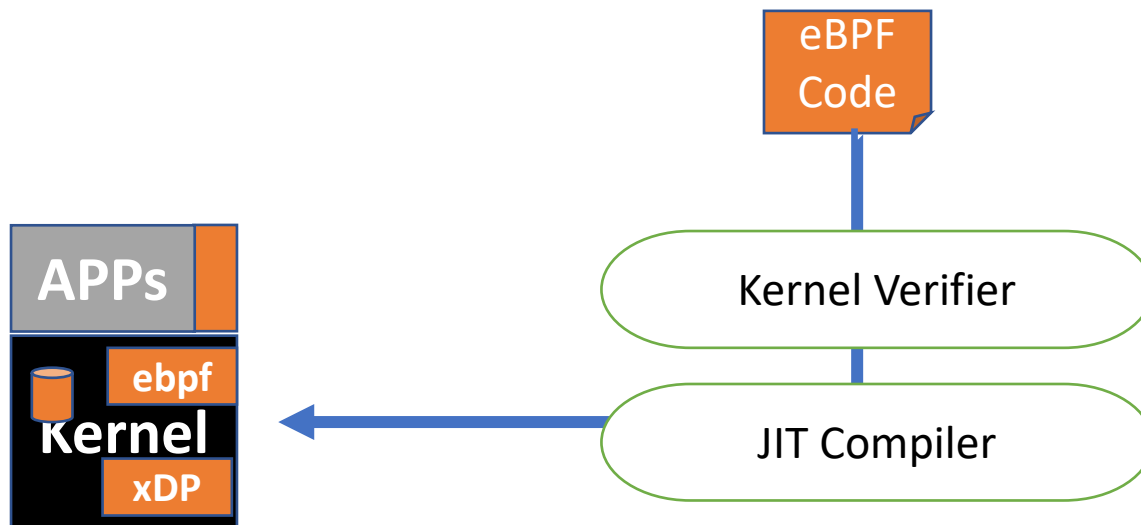 eBPF
Code
Kernel Verifier
JIT Compiler
APPs
ebpf
Kernel
xDP